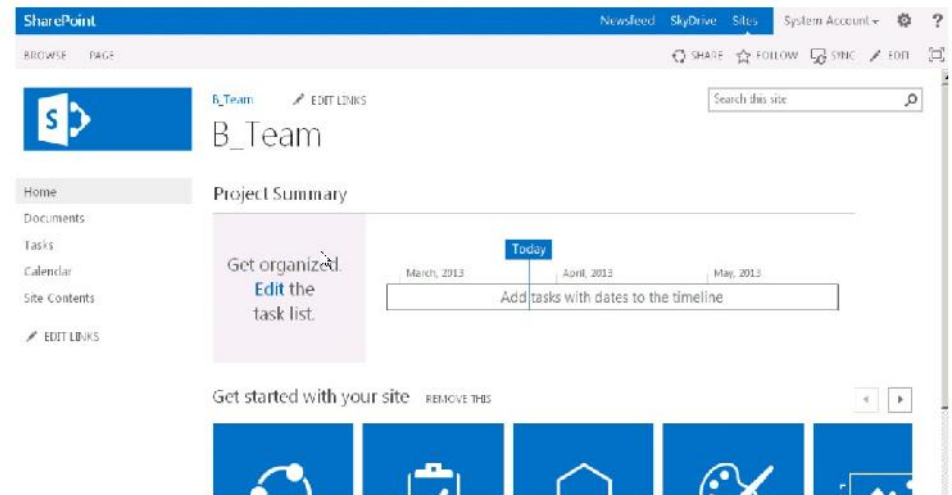 SharePoint Newsfeed SkyDrive Sites System Account ?
BROWSE PAGE SHARE FOLLOW SYNC EDIT
S
B_Team EDIT LINKS Search this site
B_Team
Home
Documents
Tasks
Calendar
Site Contents
EDIT LINKS
Project Summary
Get organized.
Edit the
task list.
Today
March, 2013 April, 2013 May, 2013
Add tasks with dates to the timeline
Get started with your site REMOVE THIS